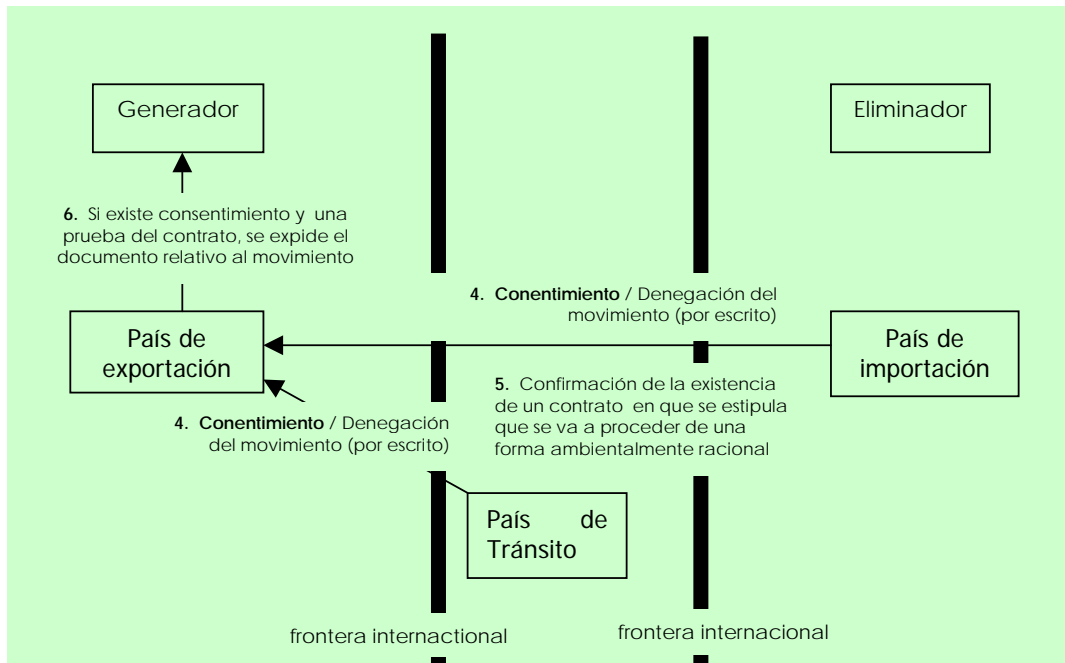 Generador
Eliminador
6. Si existe consentimiento y una
prueba del contrato, se expide el
documento relativo al movimiento
4. Conentimiento / Denegación del
movimiento (por escrito)
País de
exportación
País de
importación
5. Confirmación de la existencia
de un contrato en que se estipula
que se va a proceder de una
forma ambientalmente racional
4. Conentimiento / Denegación
del movimiento (por escrito)
País de
Tránsito
frontera internactional
frontera internacional